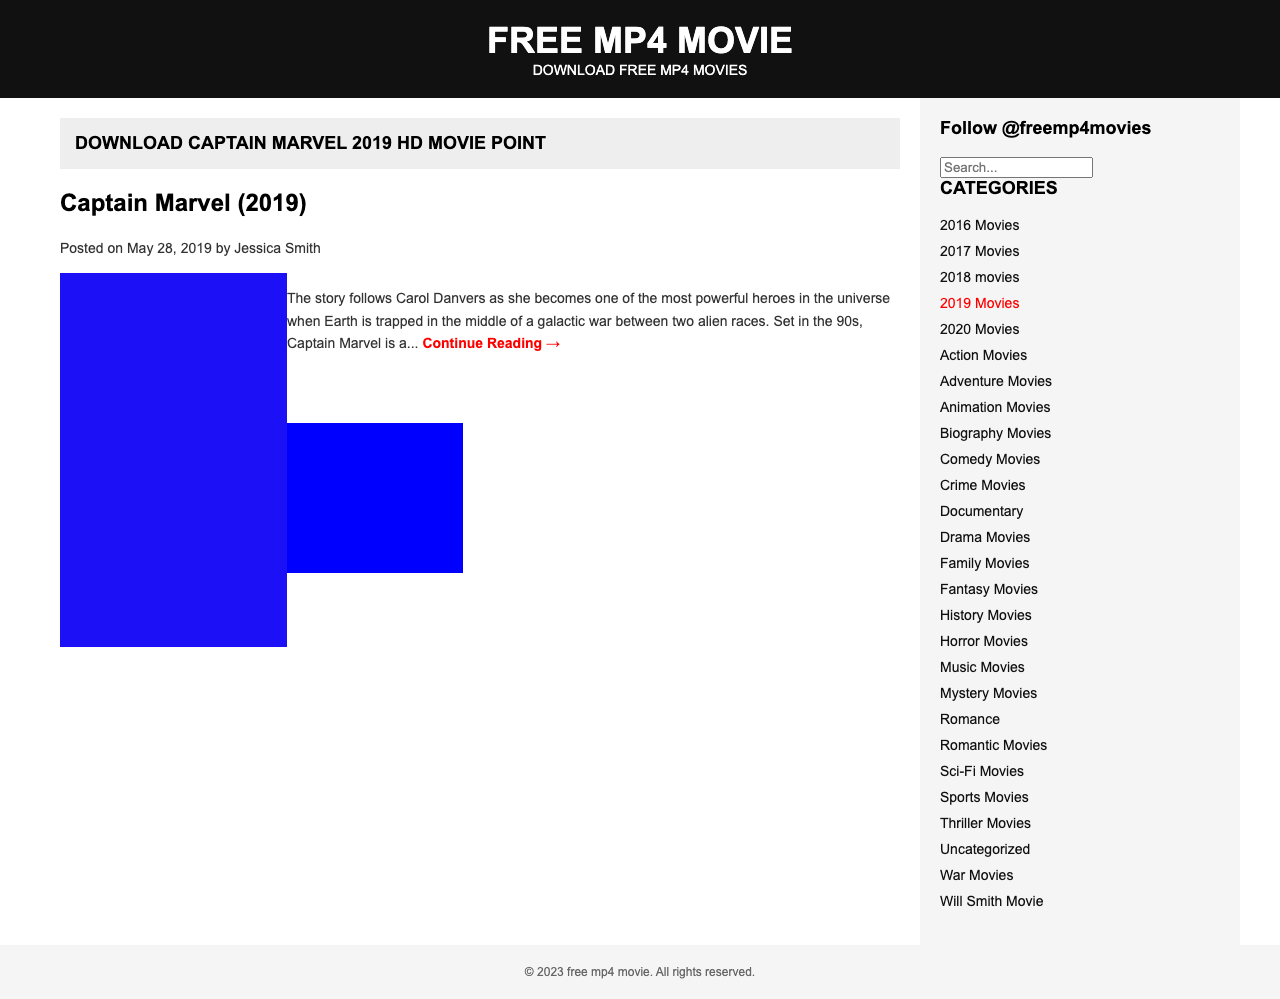 FREE MP4 MOVIE
DOWNLOAD FREE MP4 MOVIES
DOWNLOAD CAPTAIN MARVEL 2019 HD MOVIE POINT
Captain Marvel (2019)
Posted on May 28, 2019 by Jessica Smith
The story follows Carol Danvers as she becomes one of the most powerful heroes in the universe
when Earth is trapped in the middle of a galactic war between two alien races. Set in the 90s,
Captain Marvel is a... Continue Reading →
Follow @freemp4movies
Search...
CATEGORIES
2016 Movies
2017 Movies
2018 movies
2019 Movies
2020 Movies
Action Movies
Adventure Movies
Animation Movies
Biography Movies
Comedy Movies
Crime Movies
Documentary
Drama Movies
Family Movies
Fantasy Movies
History Movies
Horror Movies
Music Movies
Mystery Movies
Romance
Romantic Movies
Sci-Fi Movies
Sports Movies
Thriller Movies
Uncategorized
War Movies
Will Smith Movie
© 2023 free mp4 movie. All rights reserved.